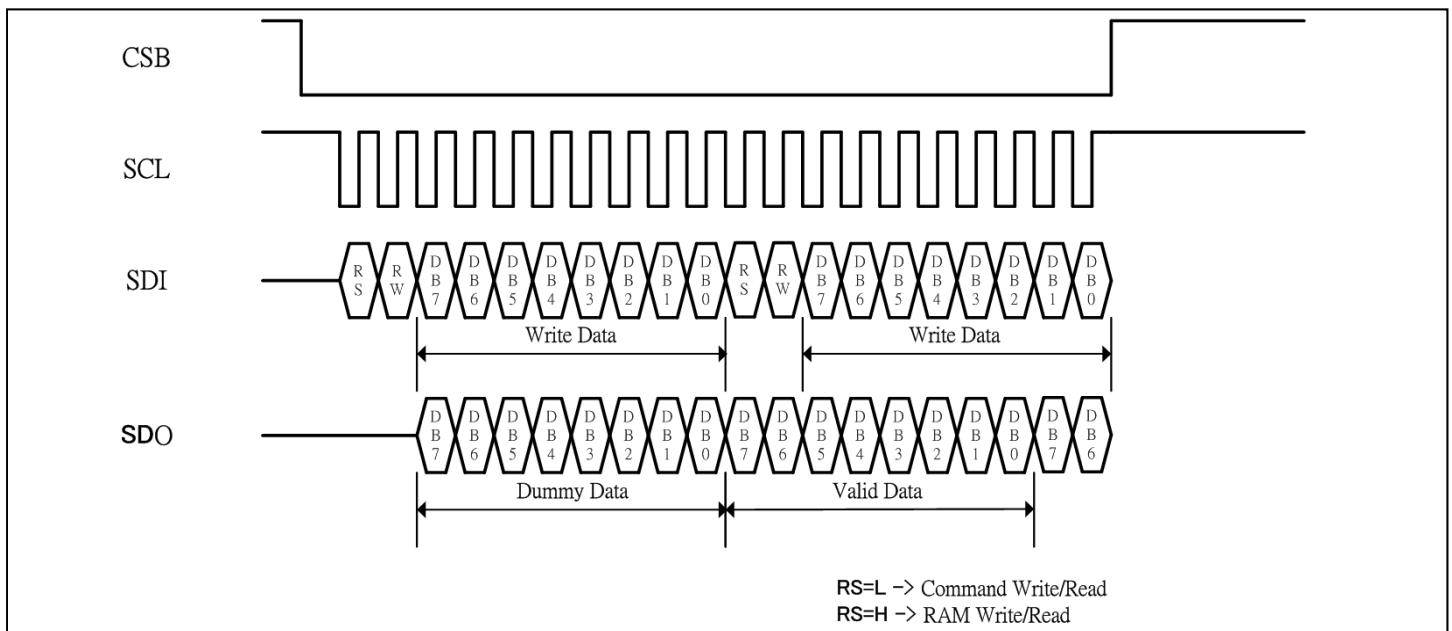 CSB
SCL
SDI
RS RW DB7 DB6 DB5 DB4 DB3 DB2 DB1 DB0 RS RW DB7 DB6 DB5 DB4 DB3 DB2 DB1 DB0
Write Data Write Data
SDO
DB7 DB6 DB5 DB4 DB3 DB2 DB1 DB0 DB7 DB6 DB5 DB4 DB3 DB2 DB1 DB0 DB7 DB6
Dummy Data Valid Data
RS=L -> Command Write/Read
RS=H -> RAM Write/Read